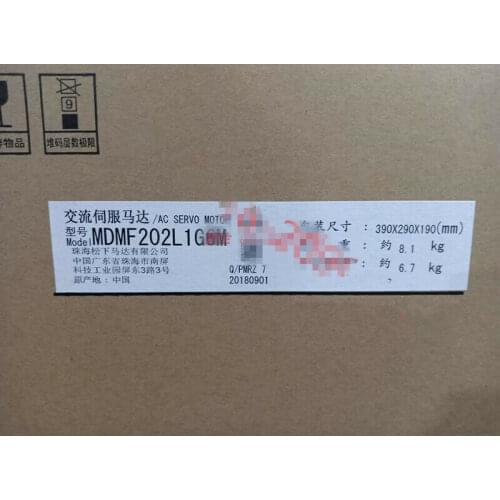 9
物品
堆码层数极限
交流伺服马达/AC SERVO MOTO
装尺寸: 390X290X190(mm)
型号
Model MDMF202L1G6M
重: 约 8.1 kg
珠海松下马达有限公司
中国广东省珠海市南屏
: 约 6.7 kg
科技工业园屏东3路3号
Q/PMRZ 7
原产地:中国
20180901